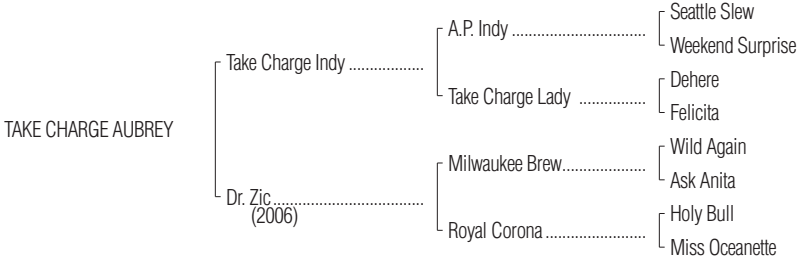 Seattle Slew
A.P. Indy
Weekend Surprise
Take Charge Indy
Dehere
Take Charge Lady
Felicita
TAKE CHARGE AUBREY
Wild Again
Milwaukee Brew
Ask Anita
Dr. Zic
(2006)
Holy Bull
Royal Corona
Miss Oceanette